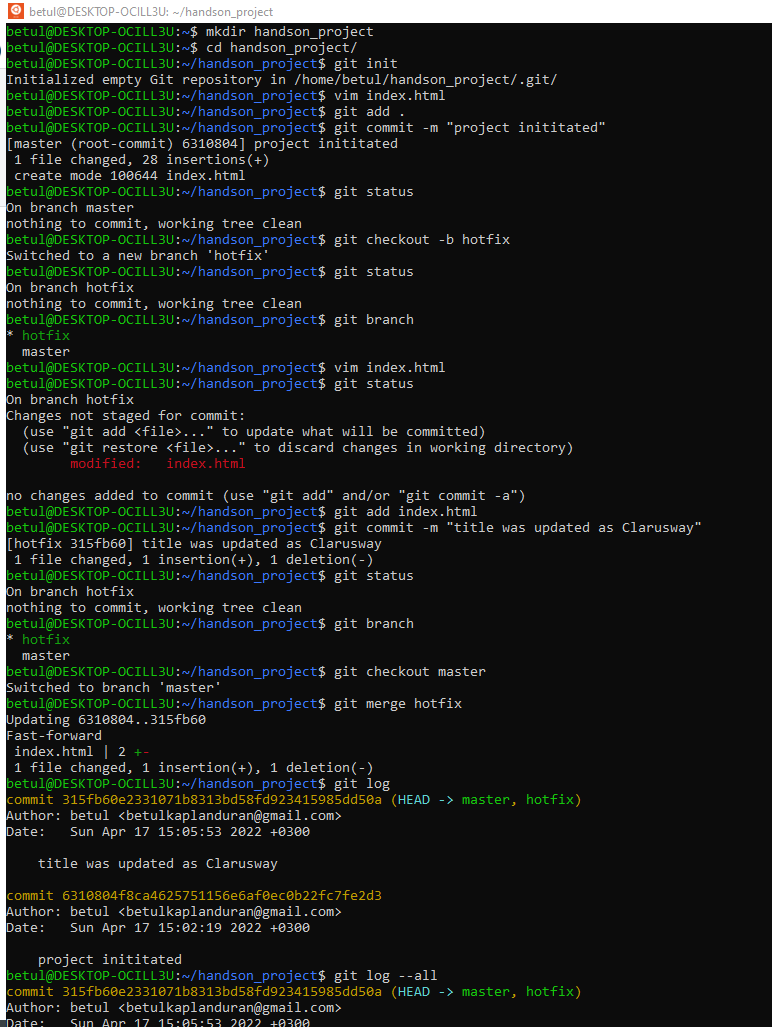 betul@DESKTOP-OCILL3U: ~/handson_project
betul@DESKTOP-OCILL3U:~$ mkdir handson_project
betul@DESKTOP-OCILL3U:~$ cd handson_project/
betul@DESKTOP-OCILL3U:~/handson_project$ git init
Initialized empty Git repository in /home/betul/handson_project/.git/
betul@DESKTOP-OCILL3U:~/handson_project$ vim index.html
betul@DESKTOP-OCILL3U:~/handson_project$ git add .
betul@DESKTOP-OCILL3U:~/handson_project$ git commit -m "project inititated"
[master (root-commit) 6310804] project inititated
 1 file changed, 28 insertions(+)
 create mode 100644 index.html
betul@DESKTOP-OCILL3U:~/handson_project$ git status
On branch master
nothing to commit, working tree clean
betul@DESKTOP-OCILL3U:~/handson_project$ git checkout -b hotfix
Switched to a new branch 'hotfix'
betul@DESKTOP-OCILL3U:~/handson_project$ git status
On branch hotfix
nothing to commit, working tree clean
betul@DESKTOP-OCILL3U:~/handson_project$ git branch
* hotfix
  master
betul@DESKTOP-OCILL3U:~/handson_project$ vim index.html
betul@DESKTOP-OCILL3U:~/handson_project$ git status
On branch hotfix
Changes not staged for commit:
  (use "git add <file>..." to update what will be committed)
  (use "git restore <file>..." to discard changes in working directory)
        modified:   index.html

no changes added to commit (use "git add" and/or "git commit -a")
betul@DESKTOP-OCILL3U:~/handson_project$ git add index.html
betul@DESKTOP-OCILL3U:~/handson_project$ git commit -m "title was updated as Clarusway"
[hotfix 315fb60] title was updated as Clarusway
 1 file changed, 1 insertion(+), 1 deletion(-)
betul@DESKTOP-OCILL3U:~/handson_project$ git status
On branch hotfix
nothing to commit, working tree clean
betul@DESKTOP-OCILL3U:~/handson_project$ git branch
* hotfix
  master
betul@DESKTOP-OCILL3U:~/handson_project$ git checkout master
Switched to branch 'master'
betul@DESKTOP-OCILL3U:~/handson_project$ git merge hotfix
Updating 6310804..315fb60
Fast-forward
 index.html | 2 +-
 1 file changed, 1 insertion(+), 1 deletion(-)
betul@DESKTOP-OCILL3U:~/handson_project$ git log
commit 315fb60e2331071b8313bd58fd923415985dd50a (HEAD -> master, hotfix)
Author: betul <betulkaplanduran@gmail.com>
Date:   Sun Apr 17 15:05:53 2022 +0300

    title was updated as Clarusway

commit 6310804f8ca4625751156e6af0ec0b22fc7fe2d3
Author: betul <betulkaplanduran@gmail.com>
Date:   Sun Apr 17 15:02:19 2022 +0300

    project inititated
betul@DESKTOP-OCILL3U:~/handson_project$ git log --all
commit 315fb60e2331071b8313bd58fd923415985dd50a (HEAD -> master, hotfix)
Author: betul <betulkaplanduran@gmail.com>
Date:   Sun Apr 17 15:05:53 2022 +0300